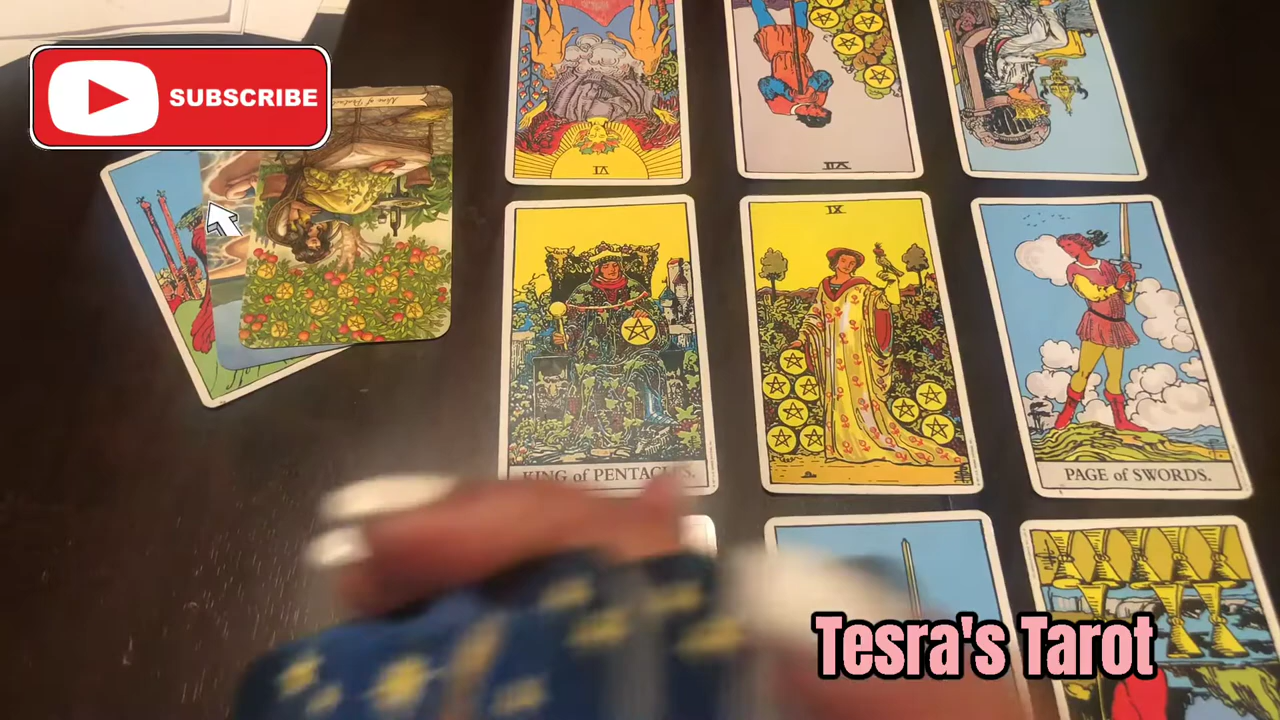 SUBSCRIBE
VI
VII
IX
KING of PENTACLES.
PAGE of SWORDS.
Tesra's Tarot